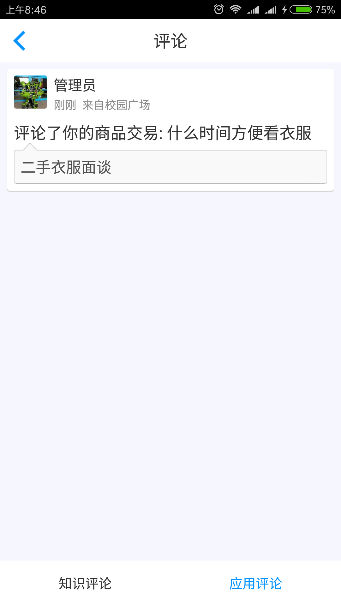 上午8:46
75%
评论
管理员
刚刚 来自校园广场
评论了你的商品交易: 什么时间方便看衣服
二手衣服面谈
知识评论
应用评论